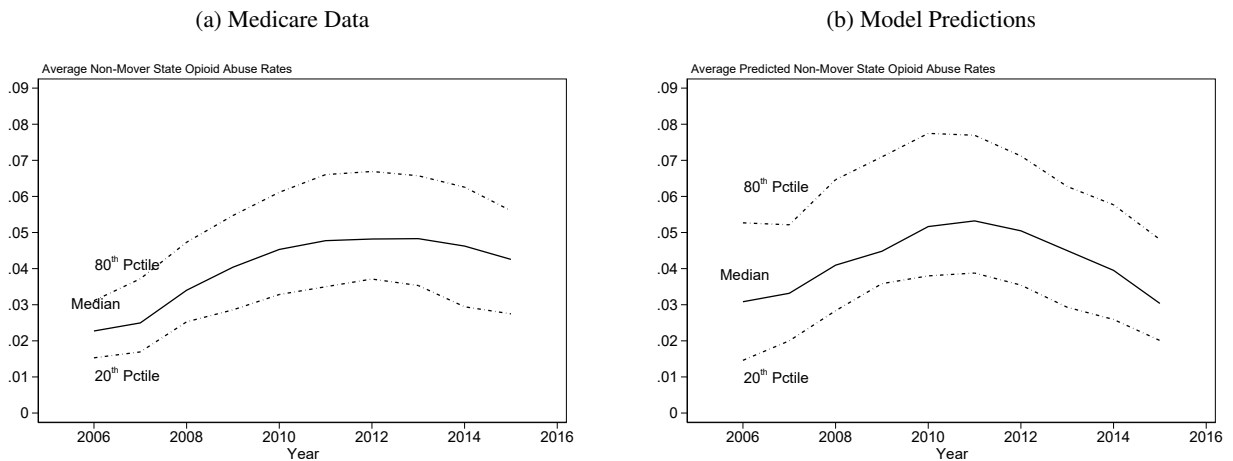 (a) Medicare Data
Average Non-Mover State Opioid Abuse Rates
.09
.08
.07
.06
.05
.04
.03
.02
.01
0
80th Pctile
Median
20th Pctile
2006 2008 2010 2012 2014 2016
Year
(b) Model Predictions
Average Predicted Non-Mover State Opioid Abuse Rates
.09
.08
.07
.06
.05
.04
.03
.02
.01
0
80th Pctile
Median
20th Pctile
2006 2008 2010 2012 2014 2016
Year